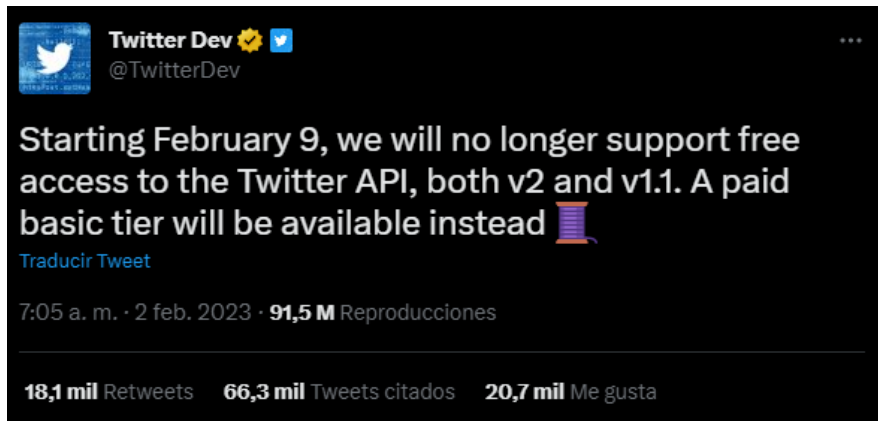 Twitter Dev
@TwitterDev
Starting February 9, we will no longer support free
access to the Twitter API, both v2 and v1.1. A paid
basic tier will be available instead 🧵
Traducir Tweet
7:05 a. m. · 2 feb. 2023 · 91,5 M Reproducciones
18,1 mil Retweets 66,3 mil Tweets citados 20,7 mil Me gusta